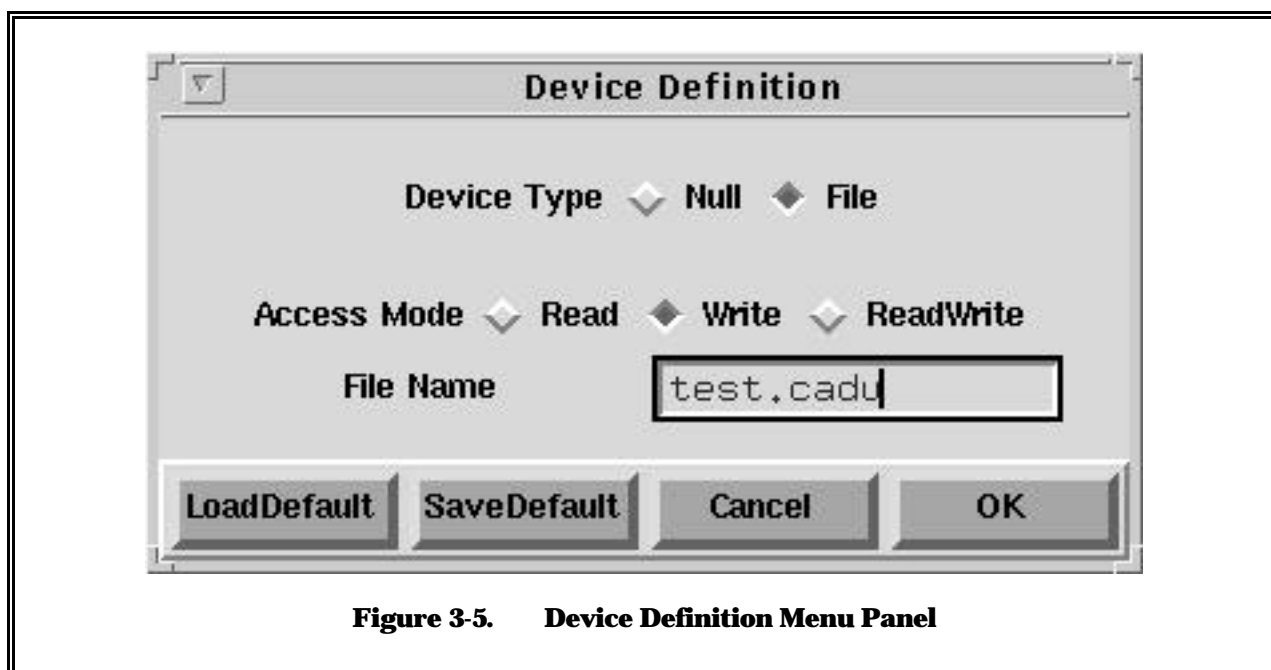 Device Definition
Device Type Null File
Access Mode Read Write ReadWrite
File Name test.cadu
LoadDefault SaveDefault Cancel OK
Figure 3-5. Device Definition Menu Panel